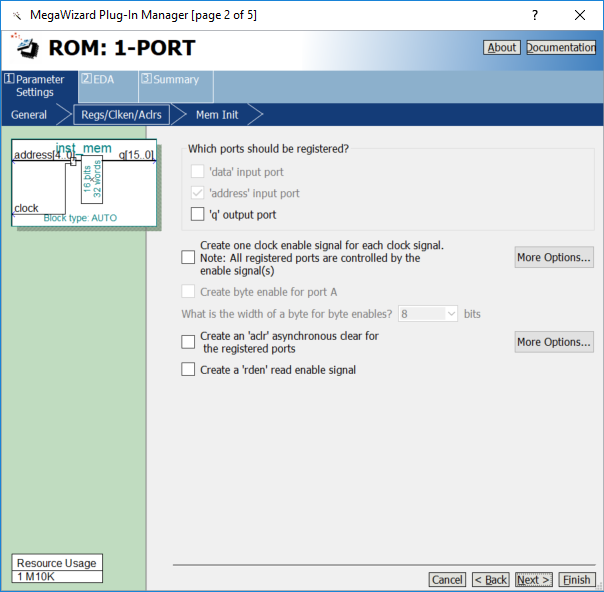 MegaWizard Plug-In Manager [page 2 of 5]
?
ROM: 1-PORT
About
Documentation
1 Parameter Settings
2 EDA
3 Summary
General
Regs/Clken/Aclrs
Mem Init
inst_mem
address[4..0]
q[15..0]
16 bits
32 words
clock
Block type: AUTO
Which ports should be registered?
'data' input port
'address' input port
'q' output port
Create one clock enable signal for each clock signal.
Note: All registered ports are controlled by the
enable signal(s)
More Options...
Create byte enable for port A
What is the width of a byte for byte enables?
8
bits
Create an 'aclr' asynchronous clear for
the registered ports
More Options...
Create a 'rden' read enable signal
Resource Usage
1 M10K
Cancel
< Back
Next >
Finish